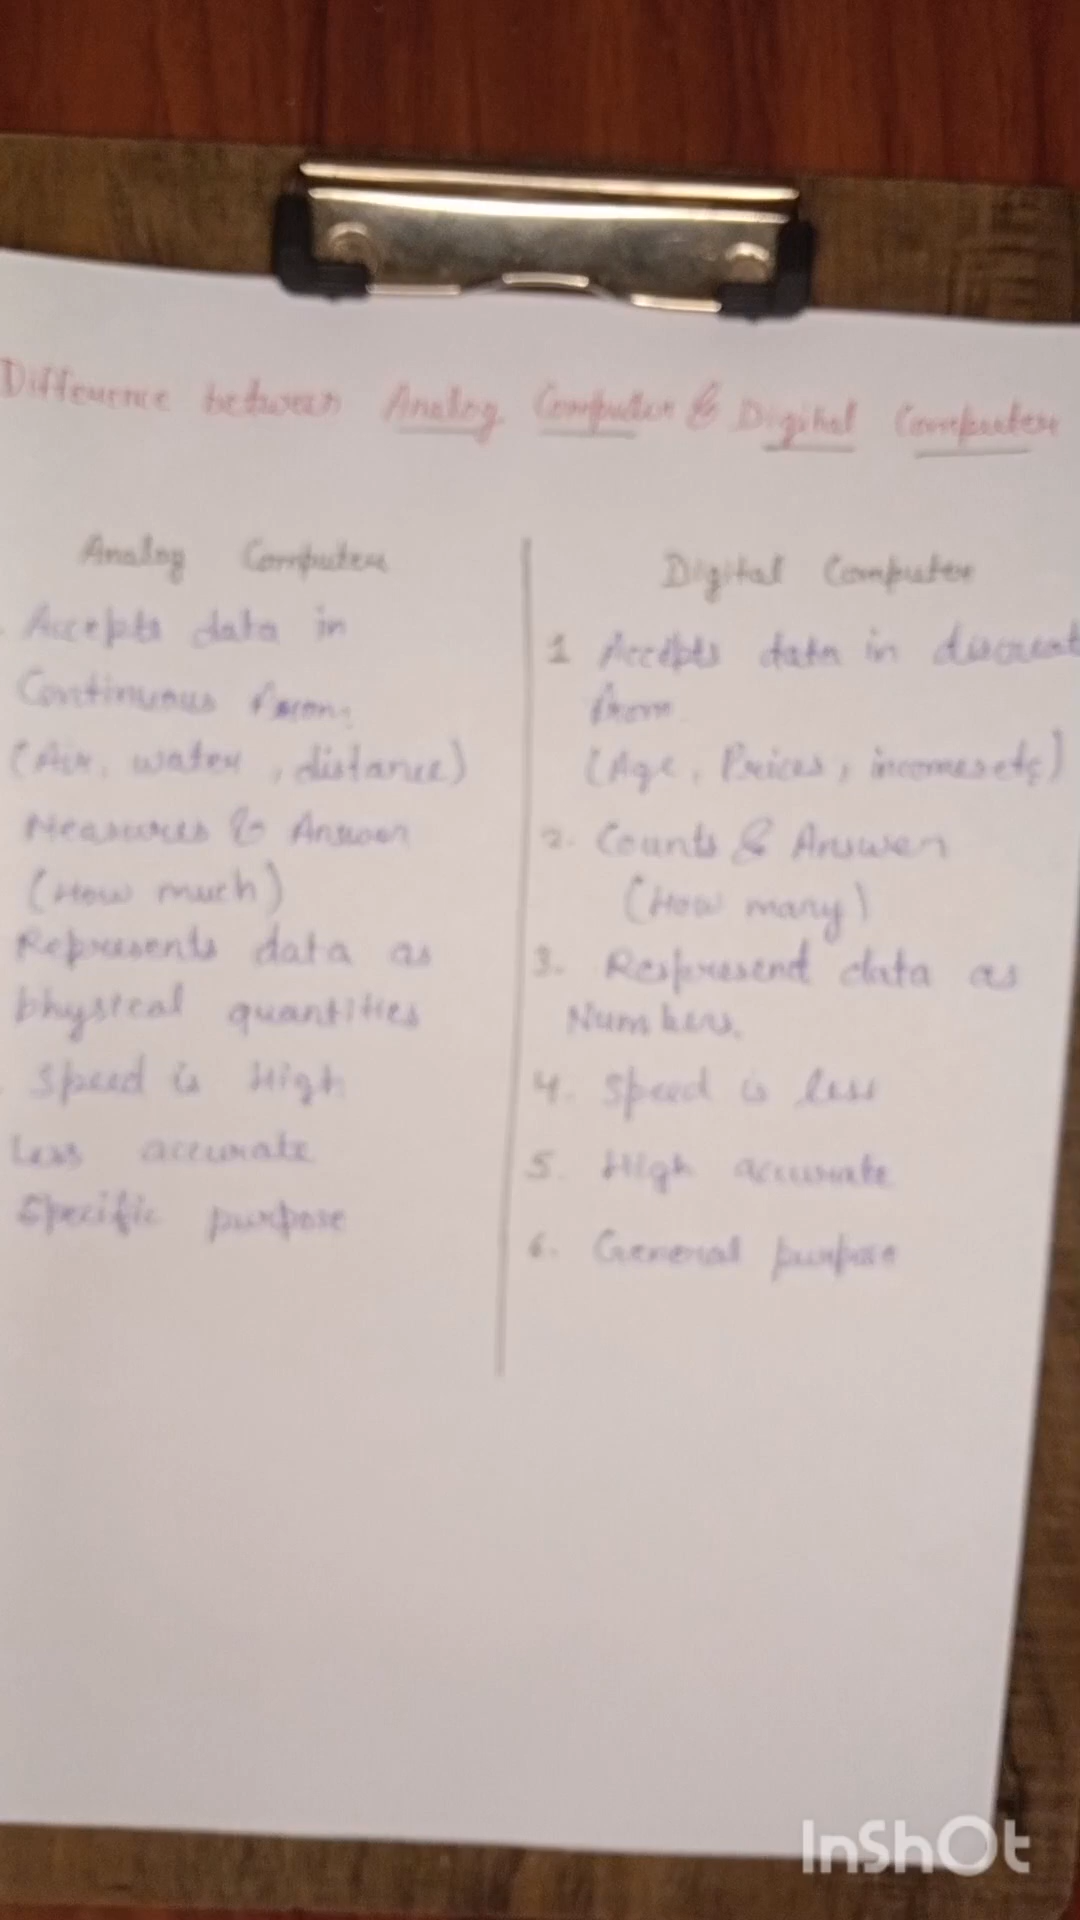 Difference between Analog Computer & Digital Computer
Analog Computer
Accepts data in
Continuous form.
(Air, water, distance)
Measures & Answer
(How much)
Represents data as
physical quantities
Speed is High
Less accurate
Specific purpose
Digital Computer
1 Accepts data in discreat
from
(Age, Prices, incomes etc)
2. Counts & Answer
(How many)
3. Respresend data as
Numbers.
4. Speed is less
5. High accurate
6. General purpose
InShOt